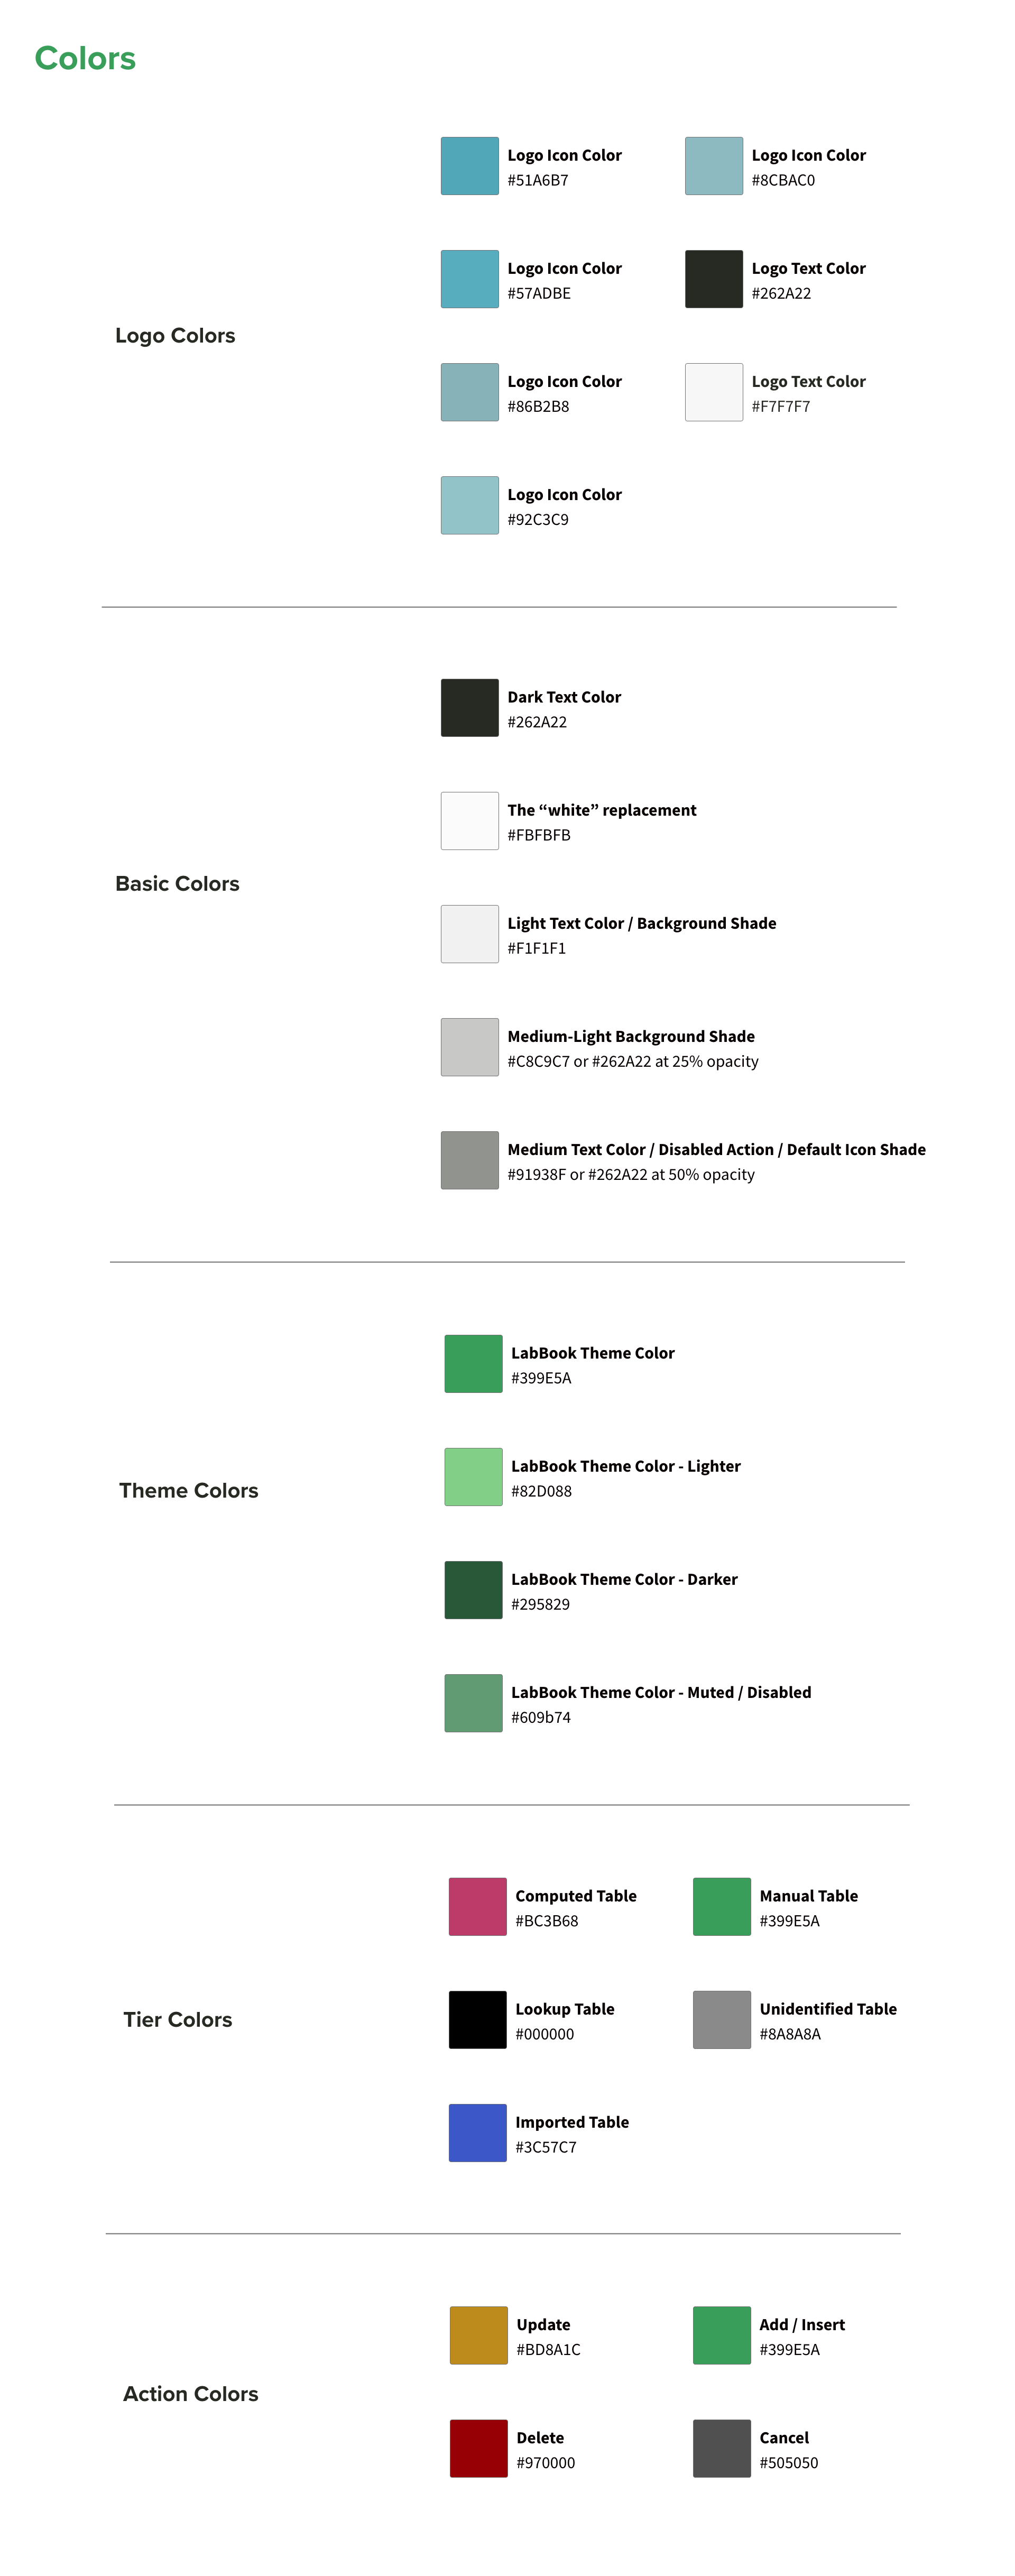 Colors
Logo Colors
Logo Icon Color
#51A6B7
Logo Icon Color
#8CBAC0
Logo Icon Color
#57ADBE
Logo Text Color
#262A22
Logo Icon Color
#86B2B8
Logo Text Color
#F7F7F7
Logo Icon Color
#92C3C9
Basic Colors
Dark Text Color
#262A22
The “white” replacement
#FBFBFB
Light Text Color / Background Shade
#F1F1F1
Medium-Light Background Shade
#C8C9C7 or #262A22 at 25% opacity
Medium Text Color / Disabled Action / Default Icon Shade
#91938F or #262A22 at 50% opacity
Theme Colors
LabBook Theme Color
#399E5A
LabBook Theme Color - Lighter
#82D088
LabBook Theme Color - Darker
#295829
LabBook Theme Color - Muted / Disabled
#609b74
Tier Colors
Computed Table
#BC3B68
Manual Table
#399E5A
Lookup Table
#000000
Unidentified Table
#8A8A8A
Imported Table
#3C57C7
Action Colors
Update
#BD8A1C
Add / Insert
#399E5A
Delete
#970000
Cancel
#505050